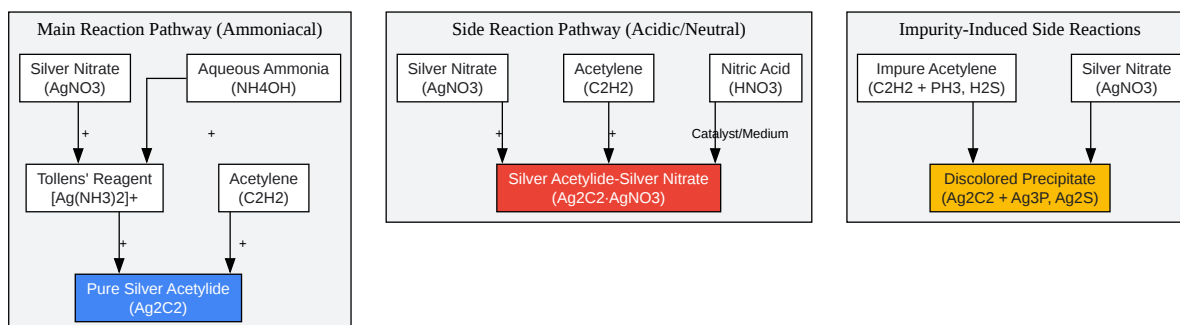 Main Reaction Pathway (Ammoniacal)
Silver Nitrate
(AgNO3)
Aqueous Ammonia
(NH4OH)
+
+
Tollens' Reagent
[Ag(NH3)2]+
Acetylene
(C2H2)
+
+
Pure Silver Acetylide
(Ag2C2)
Side Reaction Pathway (Acidic/Neutral)
Silver Nitrate
(AgNO3)
Acetylene
(C2H2)
Nitric Acid
(HNO3)
+
+
Catalyst/Medium
Silver Acetylide-Silver Nitrate
(Ag2C2·AgNO3)
Impurity-Induced Side Reactions
Impure Acetylene
(C2H2 + PH3, H2S)
Silver Nitrate
(AgNO3)
Discolored Precipitate
(Ag2C2 + Ag3P, Ag2S)